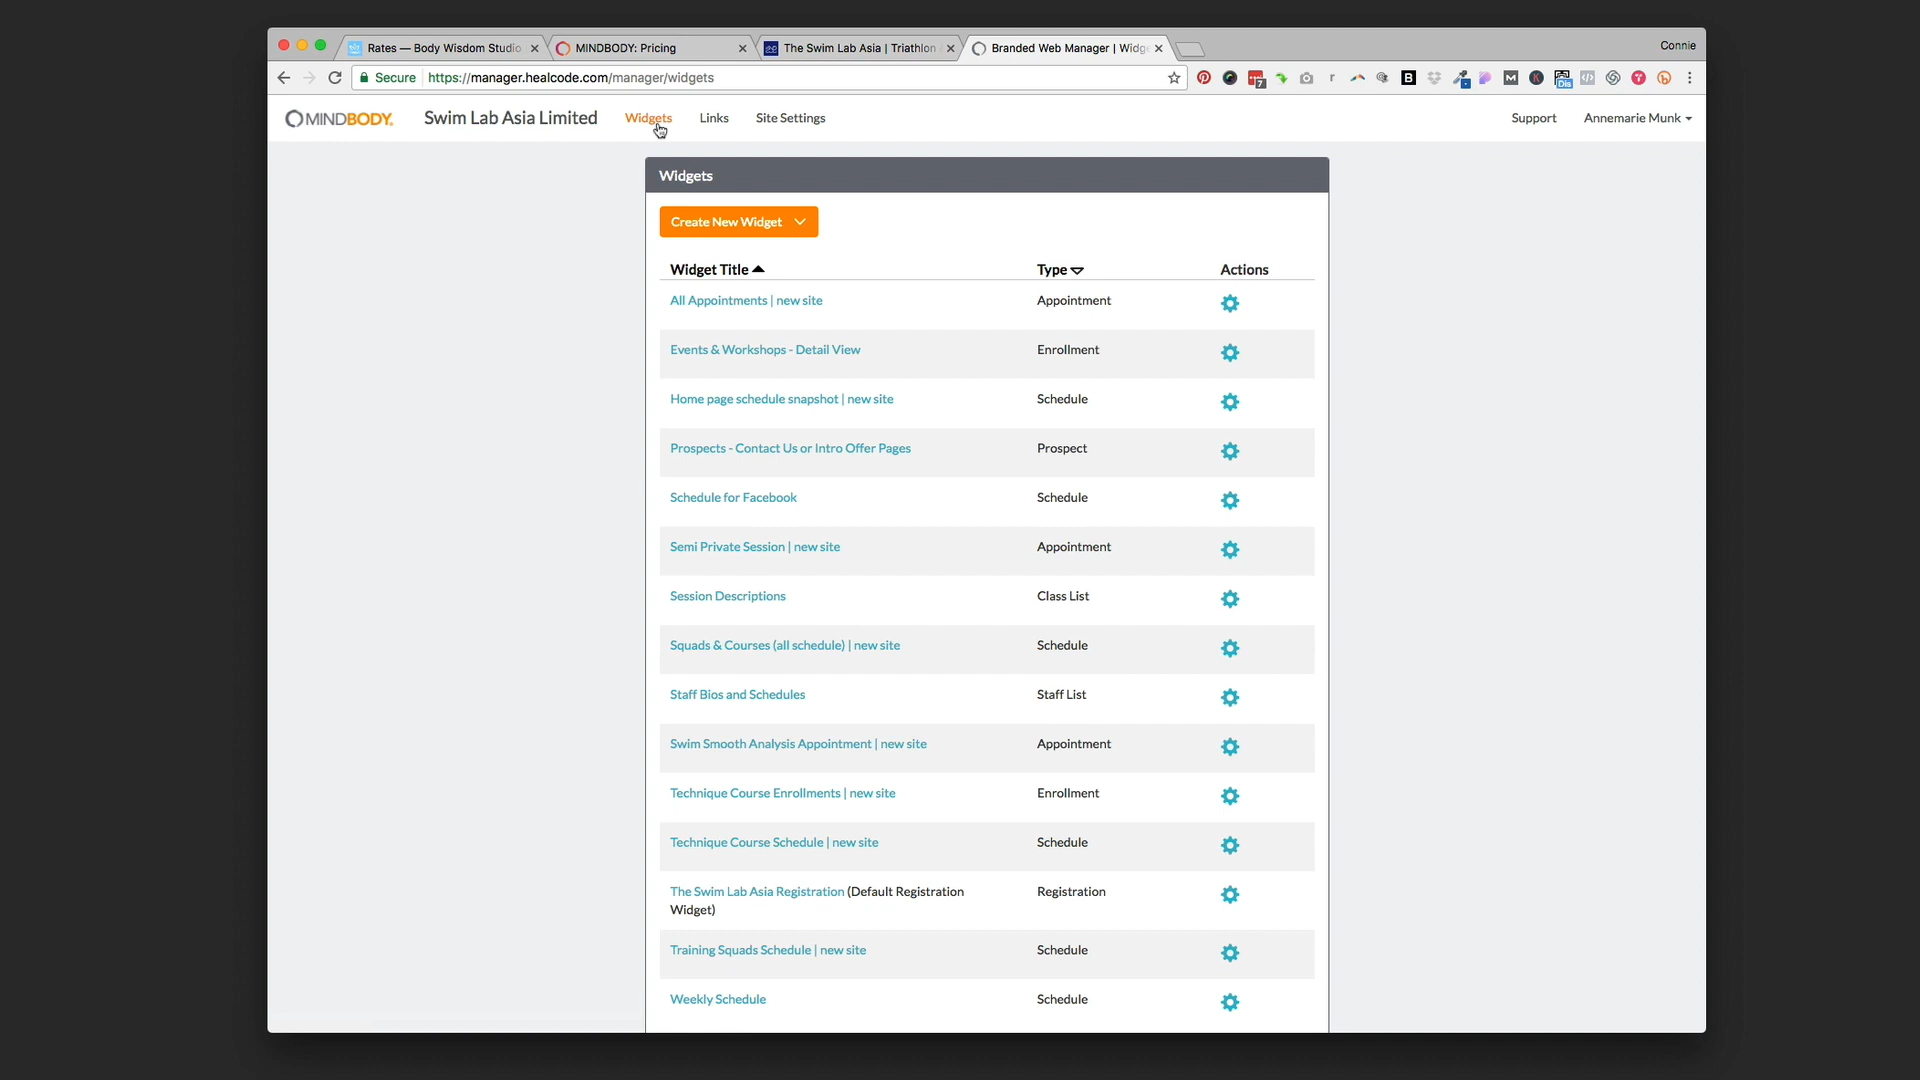 Rates — Body Wisdom Studio
MINDBODY: Pricing
The Swim Lab Asia | Triathlon
Branded Web Manager | Widg
Connie
Secure
https://manager.healcode.com/manager/widgets
7
r
B
M
K
Dis
MINDBODY.
Swim Lab Asia Limited
Widgets
Links
Site Settings
Support
Annemarie Munk
Widgets
Create New Widget
Widget Title
Type
Actions
All Appointments | new site
Appointment
Events & Workshops - Detail View
Enrollment
Home page schedule snapshot | new site
Schedule
Prospects - Contact Us or Intro Offer Pages
Prospect
Schedule for Facebook
Schedule
Semi Private Session | new site
Appointment
Session Descriptions
Class List
Squads & Courses (all schedule) | new site
Schedule
Staff Bios and Schedules
Staff List
Swim Smooth Analysis Appointment | new site
Appointment
Technique Course Enrollments | new site
Enrollment
Technique Course Schedule | new site
Schedule
The Swim Lab Asia Registration (Default Registration
Widget)
Registration
Training Squads Schedule | new site
Schedule
Weekly Schedule
Schedule